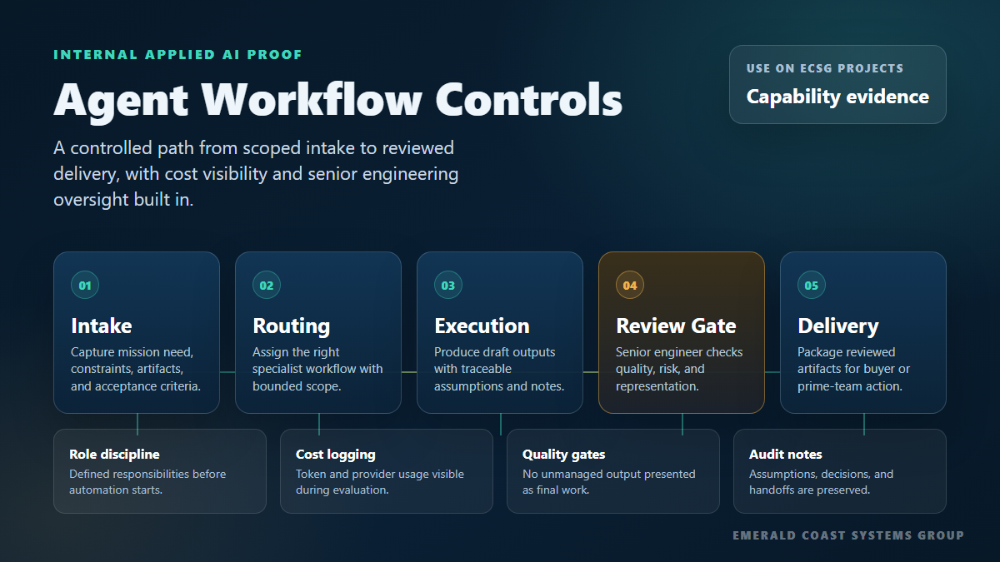 INTERNAL APPLIED AI PROOF
Agent Workflow Controls
A controlled path from scoped intake to reviewed
delivery, with cost visibility and senior engineering
oversight built in.
USE ON ECSG PROJECTS
Capability evidence
01
Intake
Capture mission need,
constraints, artifacts,
and acceptance criteria.
02
Routing
Assign the right
specialist workflow with
bounded scope.
03
Execution
Produce draft outputs
with traceable
assumptions and notes.
04
Review Gate
Senior engineer checks
quality, risk, and
representation.
05
Delivery
Package reviewed
artifacts for buyer or
prime-team action.
Role discipline
Defined responsibilities before
automation starts.
Cost logging
Token and provider usage visible
during evaluation.
Quality gates
No unmanaged output presented
as final work.
Audit notes
Assumptions, decisions, and
handoffs are preserved.
EMERALD COAST SYSTEMS GROUP